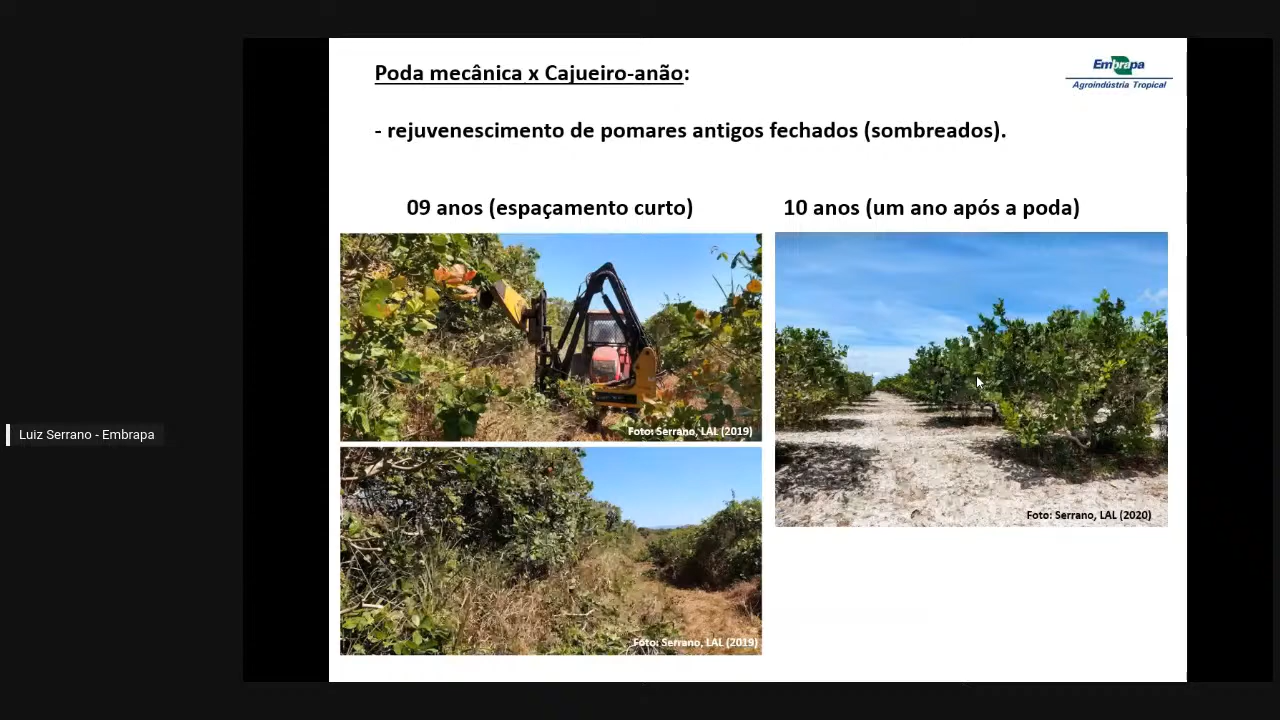 Poda mecânica x Cajueiro-anão:
Embrapa
Agroindústria Tropical
- rejuvenescimento de pomares antigos fechados (sombreados).
09 anos (espaçamento curto)
10 anos (um ano após a poda)
Foto: Serrano, LAL (2019)
Luiz Serrano - Embrapa
Foto: Serrano, LAL (2020)
Foto: Serrano, LAL (2019)